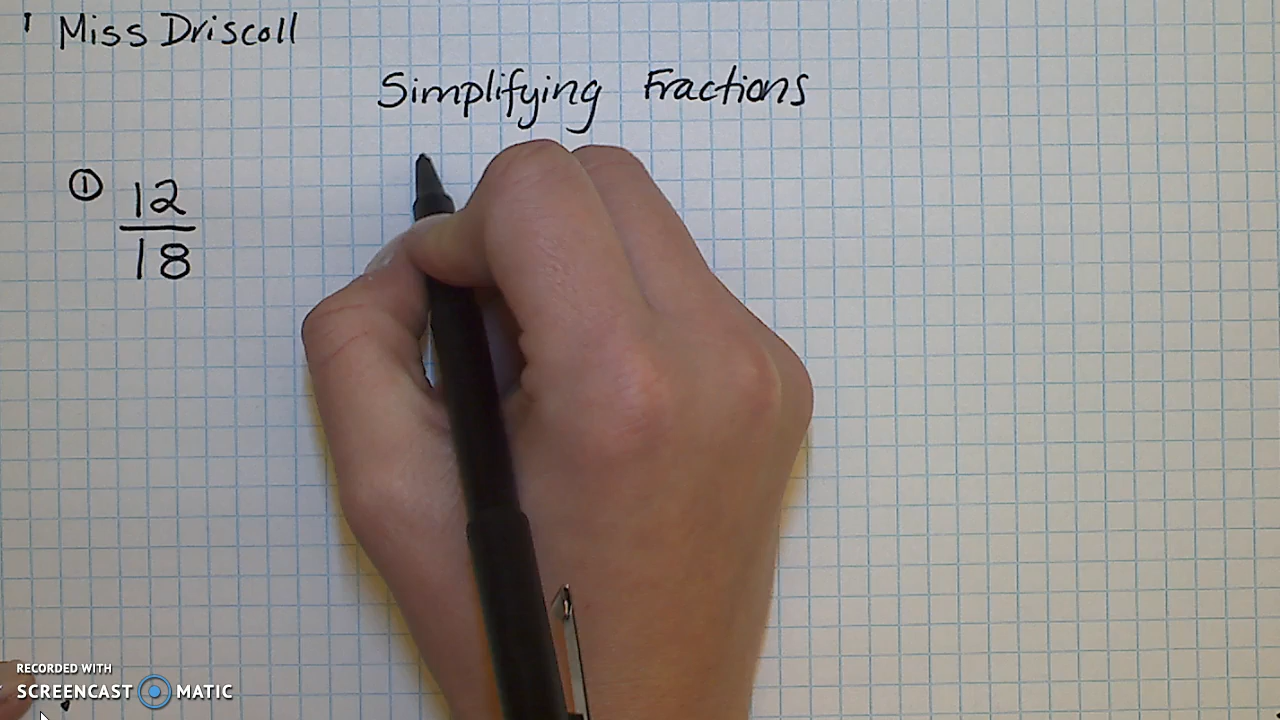 Miss Driscoll
Simplifying Fractions
① 12
18
RECORDED WITH
SCREENCAST MATIC